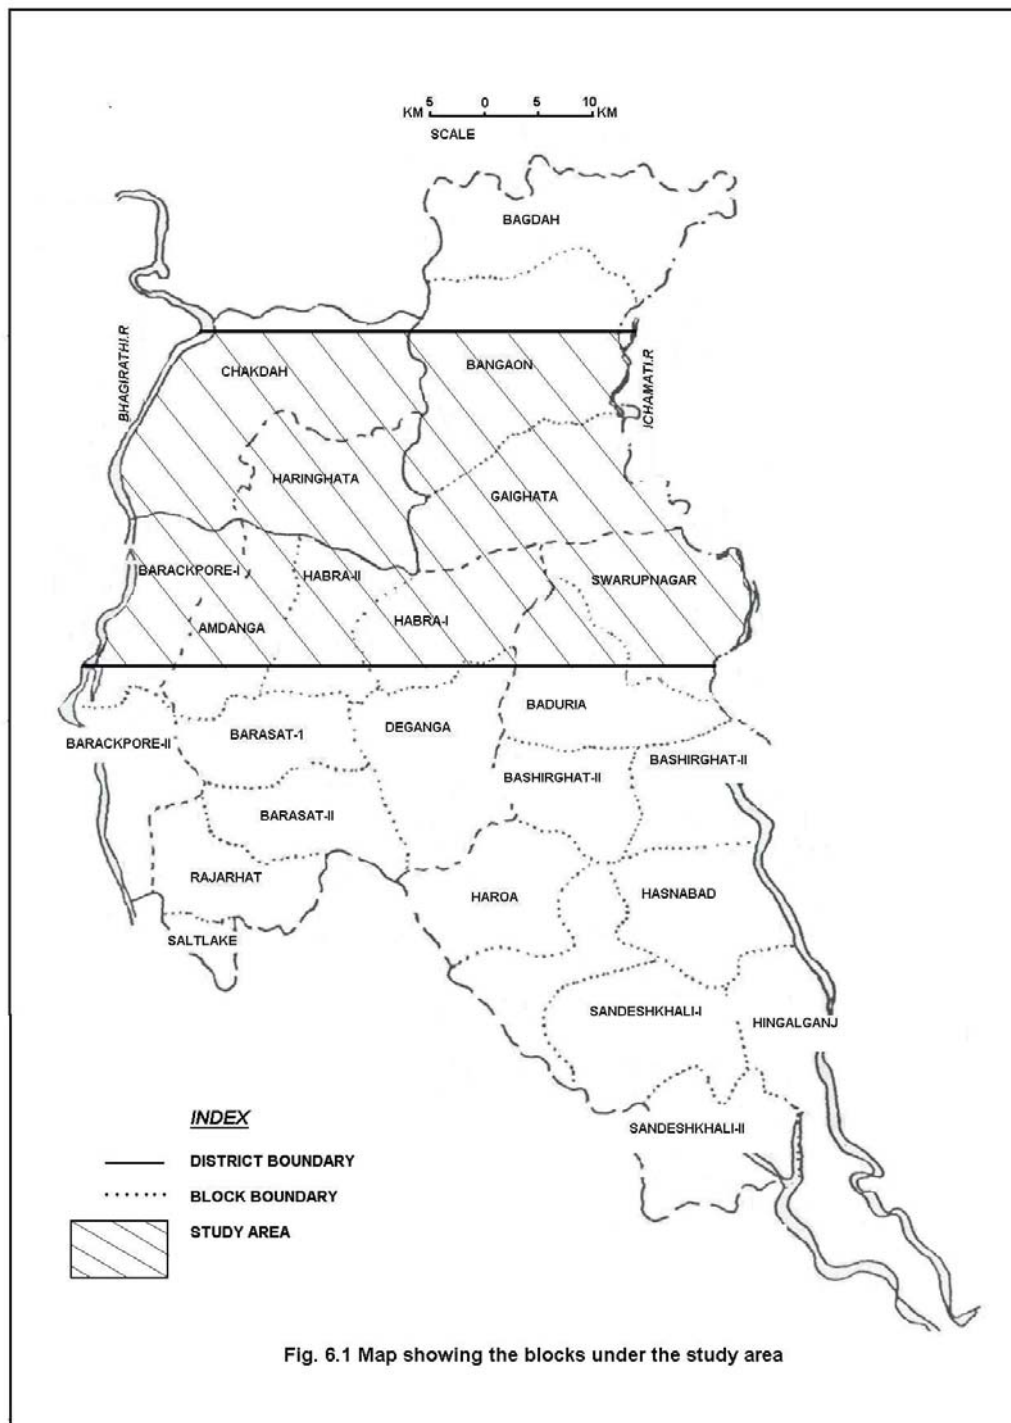 5 0 5 10
KM KM
SCALE
BAGDAH
BHAGIRATHI.R
CHAKDAH
BANGAON
ICHAMATI.R
HARINGHATA
GAIGHATA
BARACKPORE-I
HABRA-II
SWARUPNAGAR
AMDANGA
HABRA-I
BADURIA
BARACKPORE-II
BARASAT-1
DEGANGA
BASHIRGHAT-II
BASHIRGHAT-II
BARASAT-II
RAJARHAT
HAROA
HASNABAD
SALTLAKE
SANDESHKHALI-I
HINGALGANJ
SANDESHKHALI-II
INDEX
DISTRICT BOUNDARY
BLOCK BOUNDARY
STUDY AREA
Fig. 6.1 Map showing the blocks under the study area